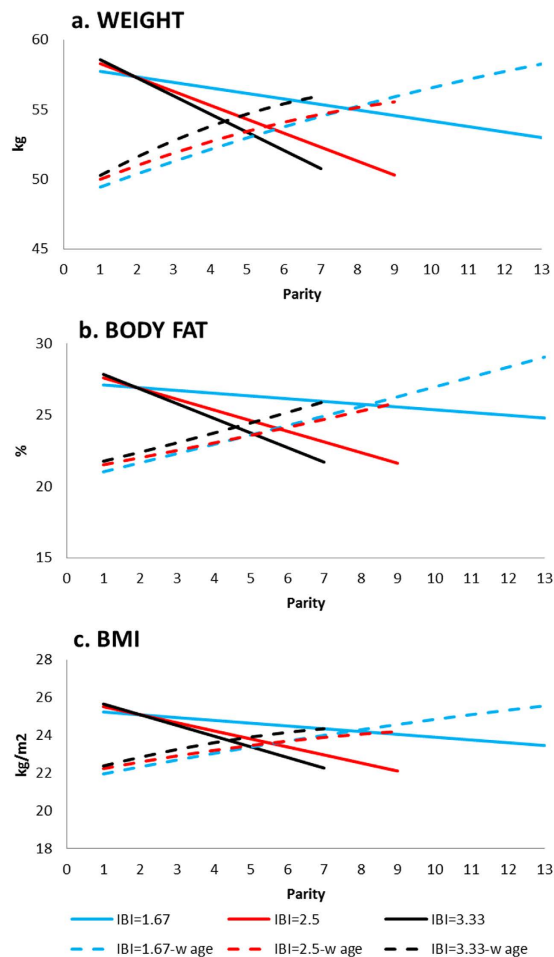 a. WEIGHT
60
55
50
45
kg
0 1 2 3 4 5 6 7 8 9 10 11 12 13
Parity
b. BODY FAT
30
25
20
15
%
0 1 2 3 4 5 6 7 8 9 10 11 12 13
Parity
c. BMI
28
26
24
22
20
18
kg/m2
0 1 2 3 4 5 6 7 8 9 10 11 12 13
Parity
IBI=1.67 IBI=2.5 IBI=3.33
IBI=1.67-w age IBI=2.5-w age IBI=3.33-w age